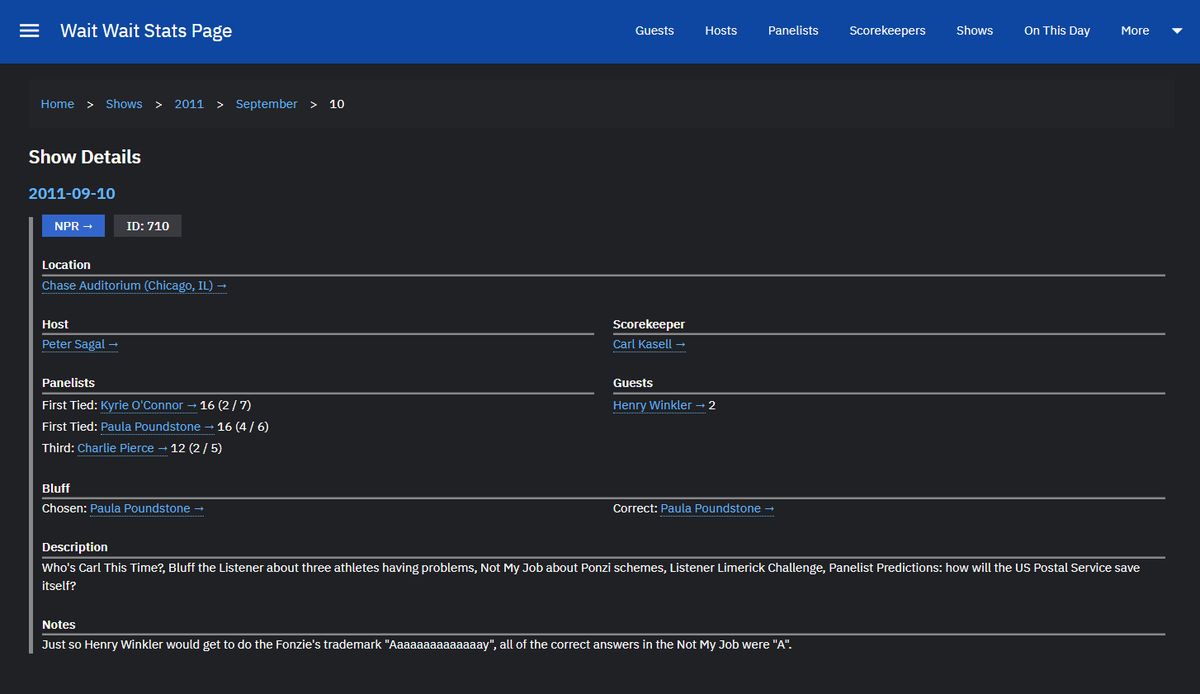 Wait Wait Stats Page
Guests Hosts Panelists Scorekeepers Shows On This Day More
Home > Shows > 2011 > September > 10
Show Details
2011-09-10
NPR → ID: 710
Location
Chase Auditorium (Chicago, IL) →
Host
Peter Sagal →
Scorekeeper
Carl Kasell →
Panelists
First Tied: Kyrie O'Connor → 16 (2 / 7)
First Tied: Paula Poundstone → 16 (4 / 6)
Third: Charlie Pierce → 12 (2 / 5)
Guests
Henry Winkler → 2
Bluff
Chosen: Paula Poundstone →
Correct: Paula Poundstone →
Description
Who's Carl This Time?, Bluff the Listener about three athletes having problems, Not My Job about Ponzi schemes, Listener Limerick Challenge, Panelist Predictions: how will the US Postal Service save
itself?
Notes
Just so Henry Winkler would get to do the Fonzie's trademark "Aaaaaaaaaaaaaay", all of the correct answers in the Not My Job were "A".